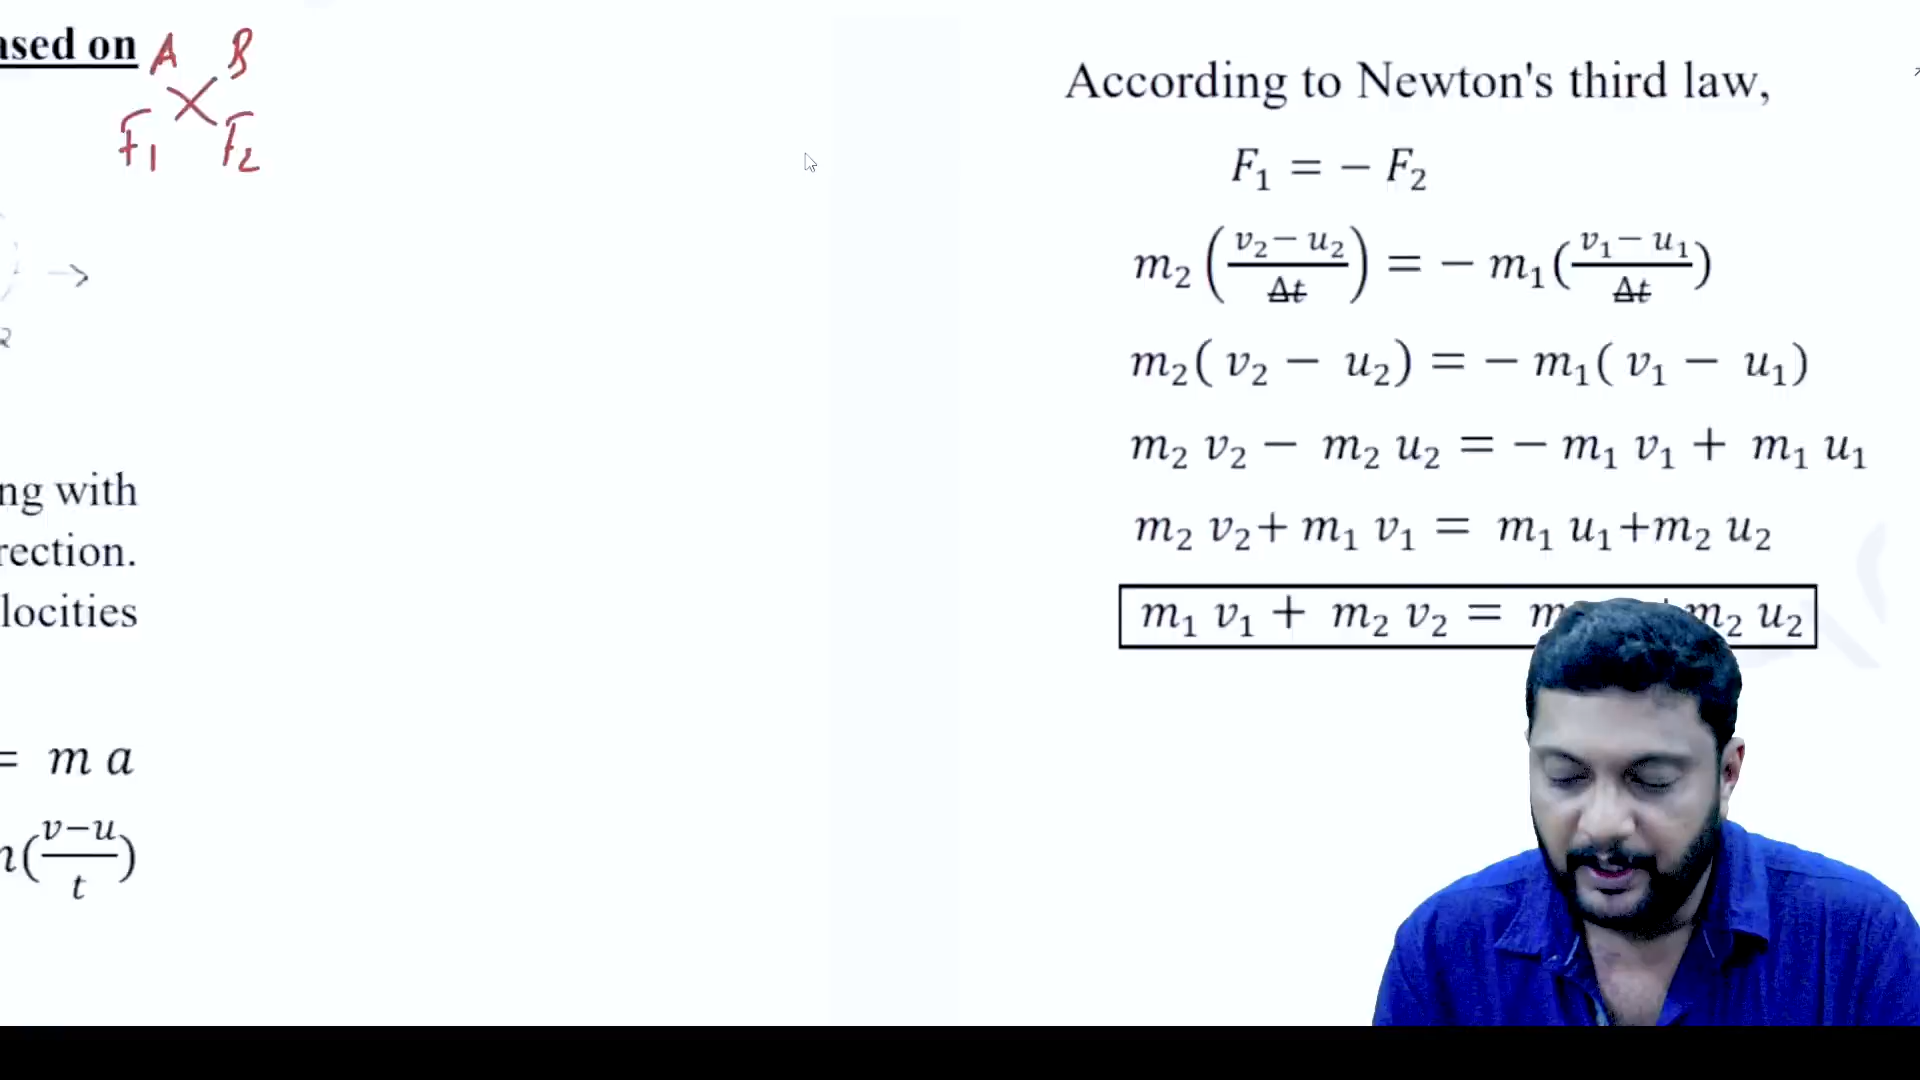 ased on A B
F₁ F₂
ng with
rection.
locities
= m a
(v−u/t)
According to Newton's third law,
F₁ = − F₂
m₂ (v₂− u₂/Δt) = − m₁(v₁− u₁/Δt)
m₂( v₂ − u₂) = − m₁( v₁ − u₁)
m₂ v₂ − m₂ u₂ = − m₁ v₁ + m₁ u₁
m₂ v₂+ m₁ v₁ = m₁ u₁+m₂ u₂
m₁ v₁ + m₂ v₂ = m m₂ u₂